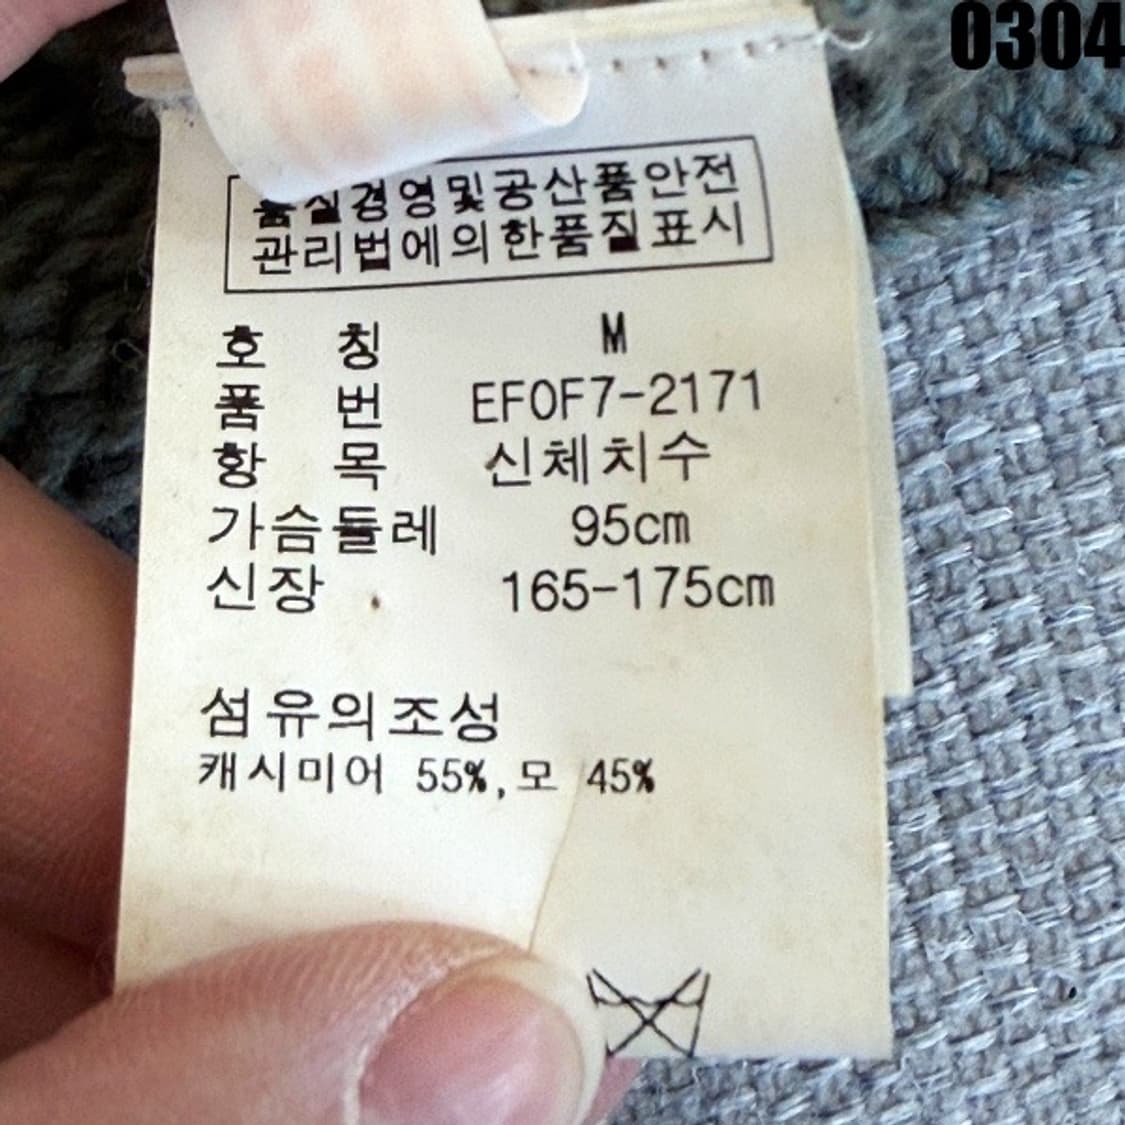 0304
품질경영및공산품안전
관리법에의한품질표시
호 칭 M
품 번 EF0F7-2171
항 목 신체치수
가슴둘레 95cm
신장 165-175cm
섬유의조성
캐시미어 55%,모 45%